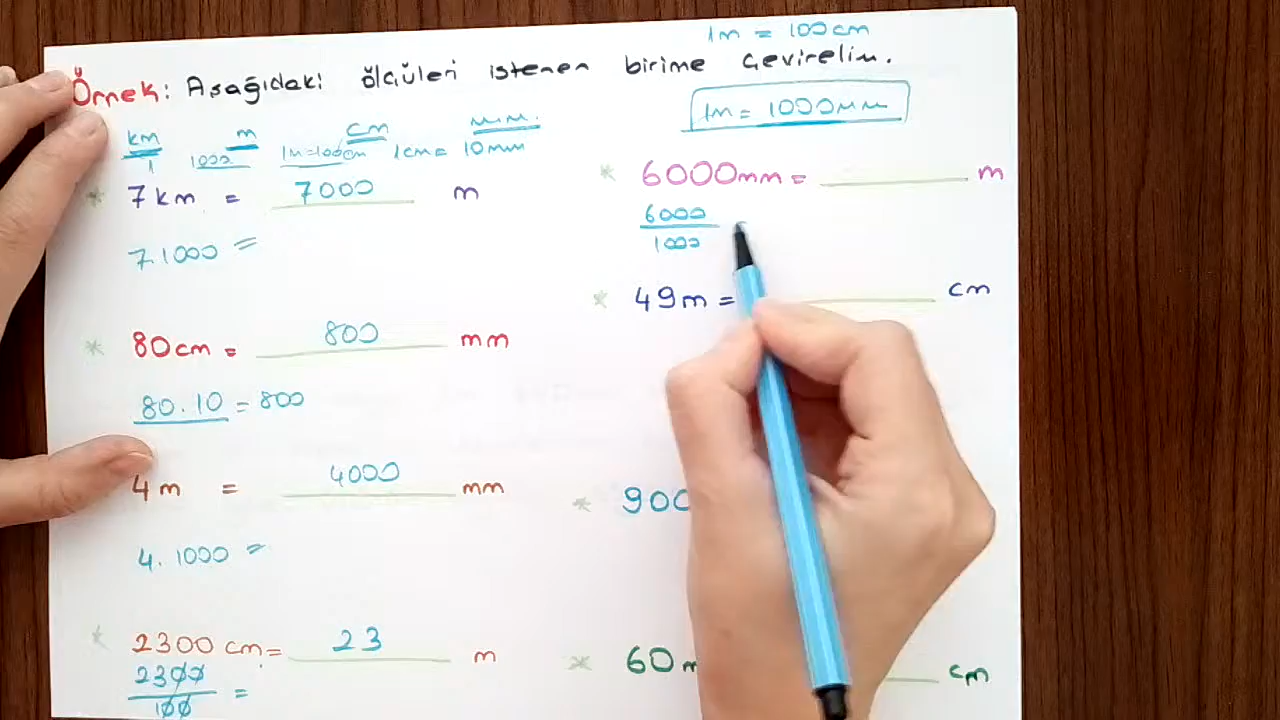 1m = 100cm
Örnek: Aşağıdaki ölçüleri istenen birime çevirelim.
1m = 1000mm
km m cm mm.
1 1000 1m=100cm 1cm= 10mm
* 7km = 7000 m
7.1000 =
* 80cm = 800 mm
80.10 = 800
* 4m = 4000 mm
4.1000 =
* 2300 cm= 23 m
2300
100 =
* 6000mm = m
6000
1000
* 49m = cm
* 900
* 60 cm